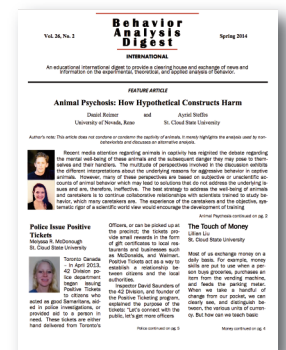 Behavior
Analysis
Digest
Vol. 26, No. 2
Spring 2014
INTERNATIONAL
An educational international digest to provide a clearing house and exchange of news and
information on the experimental, theoretical, and applied analysis of behavior.
FEATURE ARTICLE
Animal Psychosis: How Hypothetical Constructs Harm
Daniel Reimer and Ayriel Steffes
University of Nevada, Reno St. Cloud University
Author's note: This article does not condone or condemn the captivity of animals. It merely highlights the analysis used by non-
behaviorists and discusses an alternative analysis.
Recent media attention regarding animals in captivity has reignited the debate regarding
the mental well-being of these animals and the subsequent danger they may pose to them-
selves and their handlers. The multitude of perspectives involved in the discussion exhibits
the different interpretations about the underlying reasons for aggressive behavior in captive
animals. However, many of these perspectives are based on subjective or unscientific ac-
counts of animal behavior which may lead to solutions that do not address the underlying is-
sues and are, therefore, ineffective. The best strategy to address the well-being of animals
and caretakers is to continue collaborative relationships with scientists trained to study be-
havior, which many caretakers are. The experience of the caretakers and the objective, sys-
tematic rigor of a scientific world view would encourage the development of training
Animal Psychosis continued on pg. 2
Police Issue Positive
Tickets
Melyssa R. McDonough
St. Cloud State University
Toronto Canada
– In April 2013,
42 Division po-
lice department
began issuing
Positive Tickets
to citizens who
acted as good Samaritans, aid-
ed in police investigations, or
provided aid to a person in
need. These tickets are either
hand delivered from Toronto's
Officers, or can be picked up at
the precinct; the tickets pro-
vide small rewards in the form
of gift certificates to local res-
taurants and businesses such
as McDonalds, and Walmart.
Positive Tickets act as a way to
establish a relationship be-
tween citizens and the local
authorities.
Inspector David Saunders of
the 42 Division, and founder of
the Positive Ticketing program,
explained the purpose of the
tickets: "Let's connect with the
public, let's get more officers
Police continued on pg. 5
The Touch of Money
Lillian Liu
St. Cloud State University
Most of us exchange money on a
daily basis. For example, money
skills are put to use when a per-
son buys groceries, purchases an
item from the vending machine,
and feeds the parking meter.
When we take a handful of
change from our pocket, we can
clearly see, and distinguish be-
tween, the various units of curren-
cy. But how can we teach basic
Money continued on pg. 4